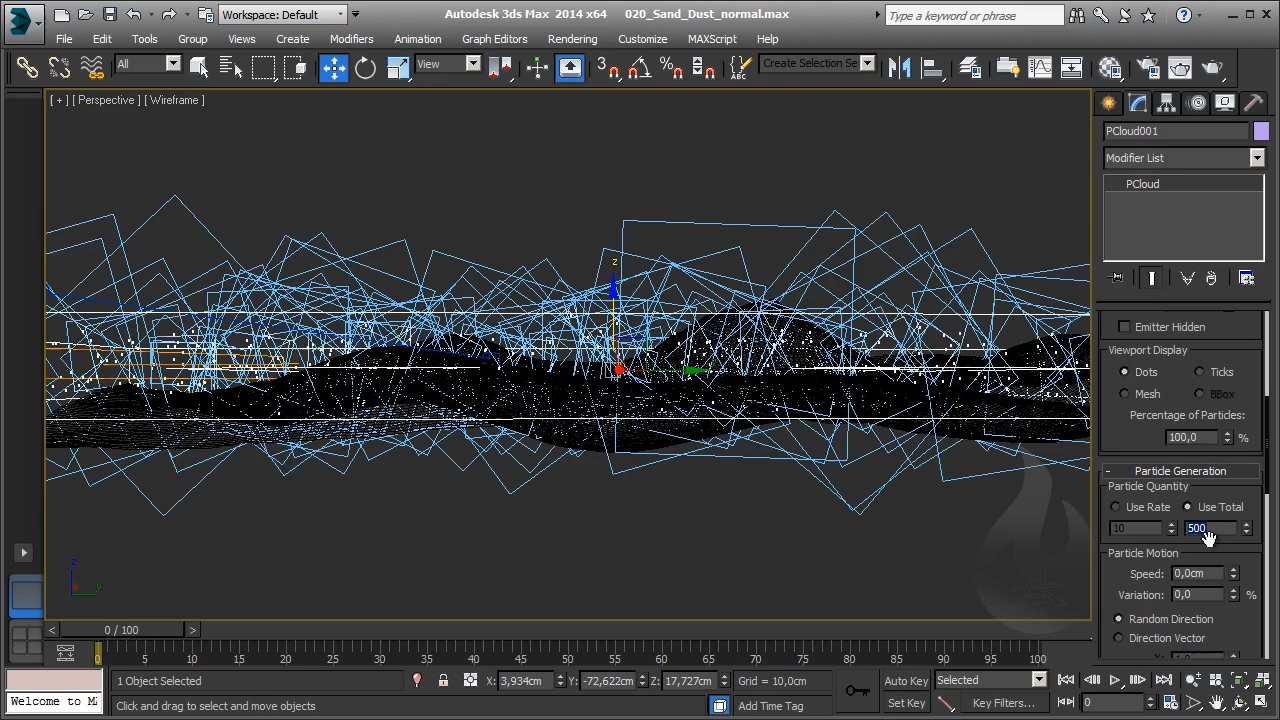 Workspace: Default
Autodesk 3ds Max 2014 x64 020_Sand_Dust_normal.max
Type a keyword or phrase
File Edit Tools Group Views Create Modifiers Animation Graph Editors Rendering Customize MAXScript Help
All
View
3
Create Selection Se
ABC
[ + ] [ Perspective ] [ Wireframe ]
PCloud001
Modifier List
PCloud
Emitter Hidden
Viewport Display
Dots Ticks
Mesh BBox
Percentage of Particles:
100,0 %
- Particle Generation
Particle Quantity
Use Rate Use Total
10 500
Particle Motion
Speed: 0,0cm
Variation: 0,0 %
Random Direction
Direction Vector
z
z
x y
< 0 / 100 >
0 5 10 15 20 25 30 35 40 45 50 55 60 65 70 75 80 85 90 95 100
1 Object Selected X: 3,934cm Y: -72,622cm Z: 17,727cm Grid = 10,0cm Auto Key Selected
Welcome to MA Click and drag to select and move objects Add Time Tag Set Key Key Filters... 0